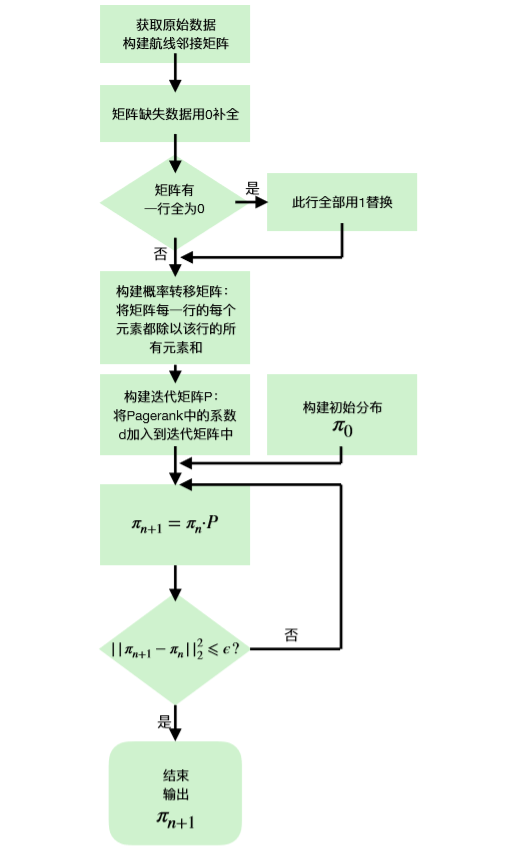 获取原始数据
构建航线邻接矩阵
矩阵缺失数据用0补全
矩阵有
一行全为0
是
此行全部用1替换
否
构建概率转移矩阵：
将矩阵每一行的每个
元素都除以该行的所
有元素和
构建迭代矩阵P：
将Pagerank中的系数
d加入到迭代矩阵中
构建初始分布
π₀
πₙ₊₁ = πₙ·P
||πₙ₊₁ − πₙ||₂² ⩽ ϵ?
否
是
结束
输出
πₙ₊₁